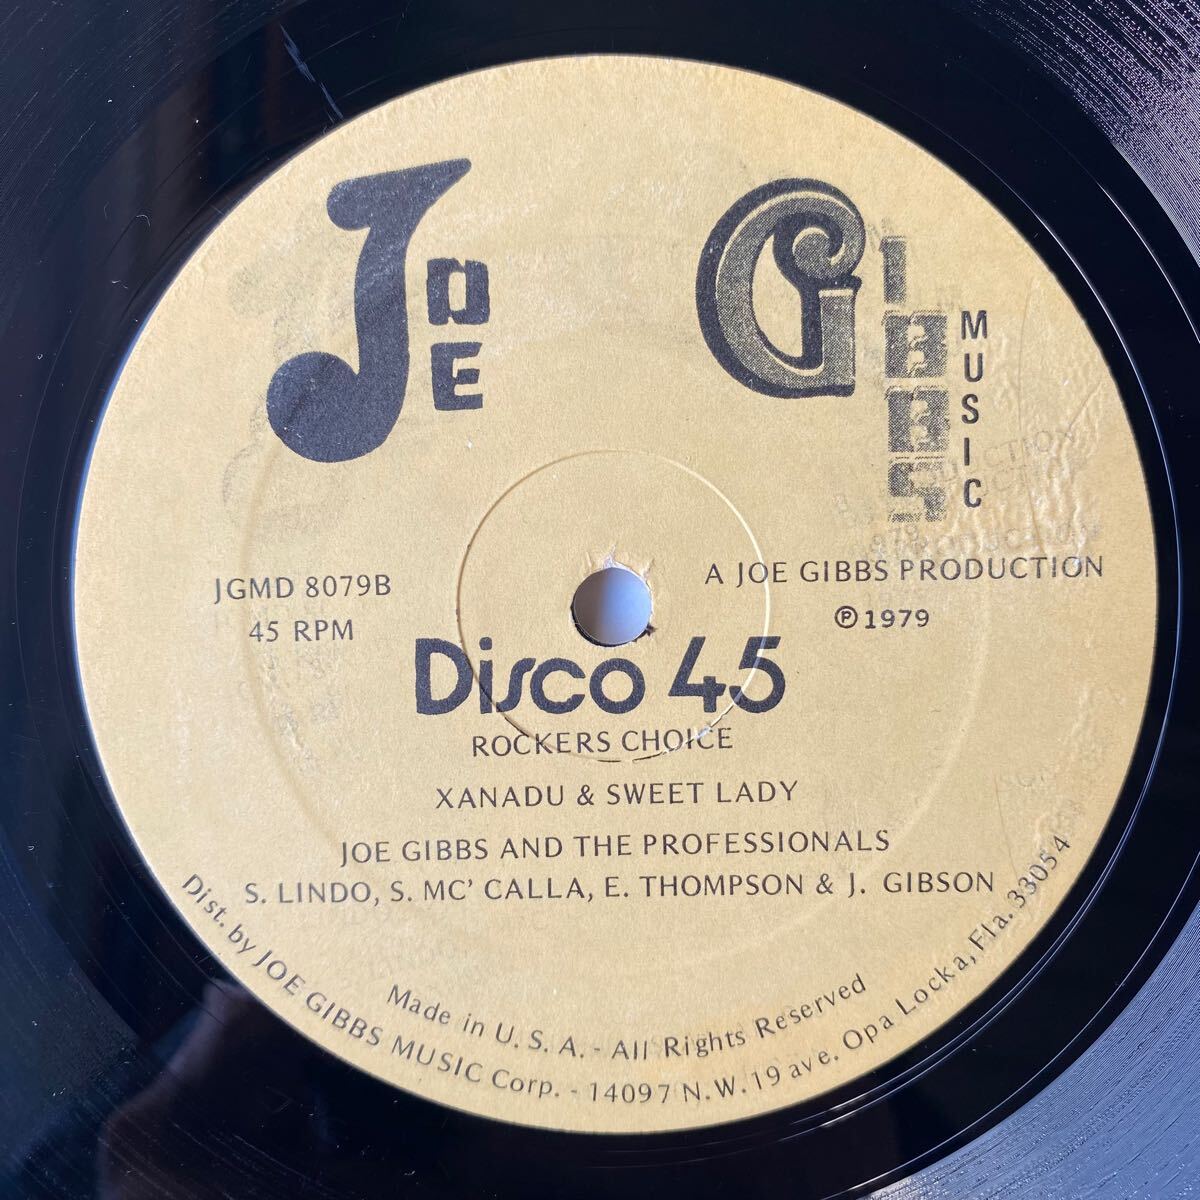 JOE GIBBS
MUSIC
JGMD 8079B
45 RPM
A JOE GIBBS PRODUCTION
Ⓟ1979
Disco 45
ROCKERS CHOICE
XANADU & SWEET LADY
JOE GIBBS AND THE PROFESSIONALS
S. LINDO, S. MC' CALLA, E. THOMPSON & J. GIBSON
Made in U. S. A. - All Rights Reserved
Dist. by JOE GIBBS MUSIC Corp. - 14097 N.W. 19 ave. Opa Locka, Fla. 33054